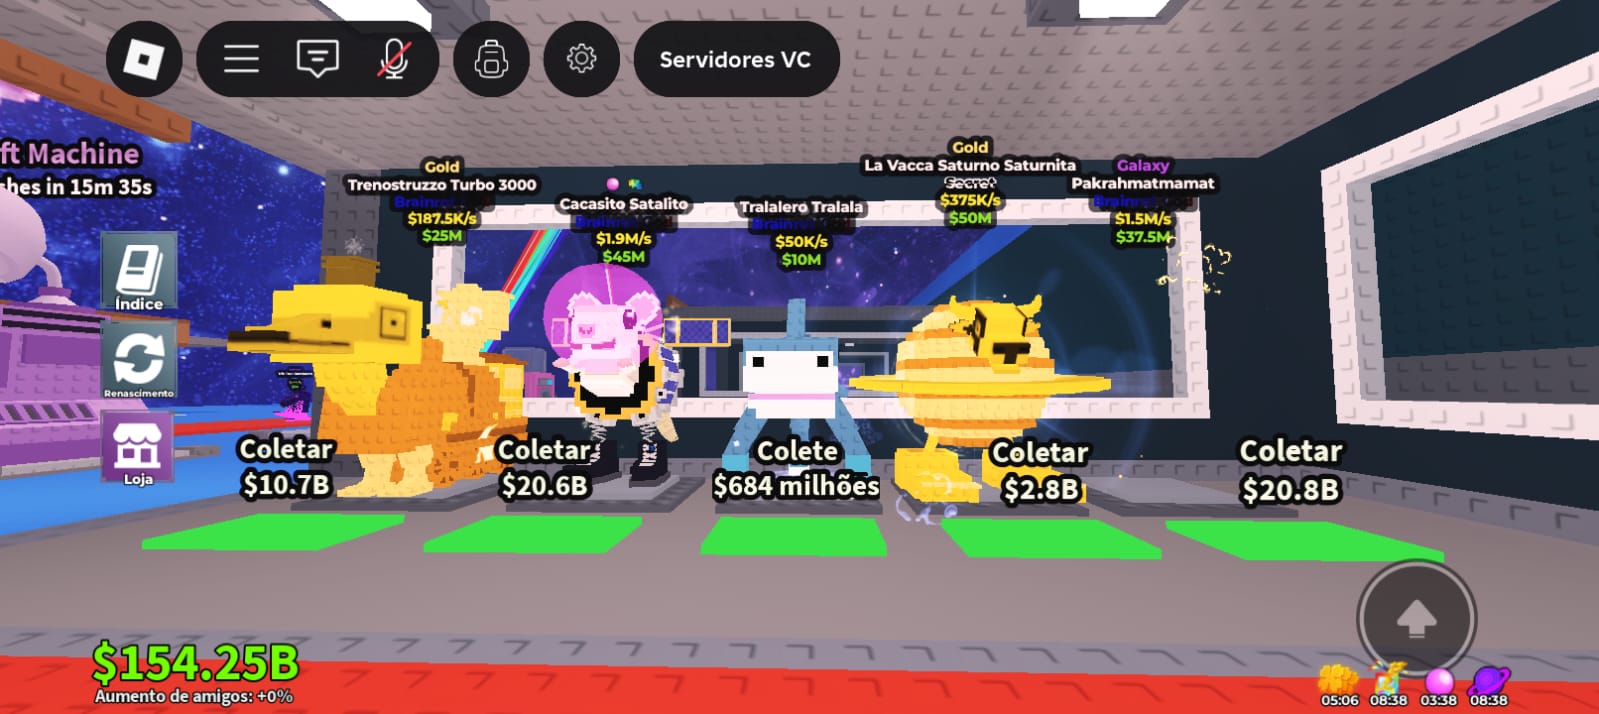 Servidores VC
ft Machine
ches in 15m 35s
Índice
Renascimento
Loja
Gold
Trenostruzzo Turbo 3000
$187.5K/s
$25M
Cacasito Satalito
$1.9M/s
$45M
Tralalero Tralala
$50K/s
$10M
Gold
La Vacca Saturno Saturnita
Secret
$375K/s
$50M
Galaxy
Pakrahmatmamat
$1.5M/s
$37.5M
Coletar
$10.7B
Coletar
$20.6B
Colete
$684 milhões
Coletar
$2.8B
Coletar
$20.8B
$154.25B
Aumento de amigos: +0%
05:06 08:38 03:38 08:38